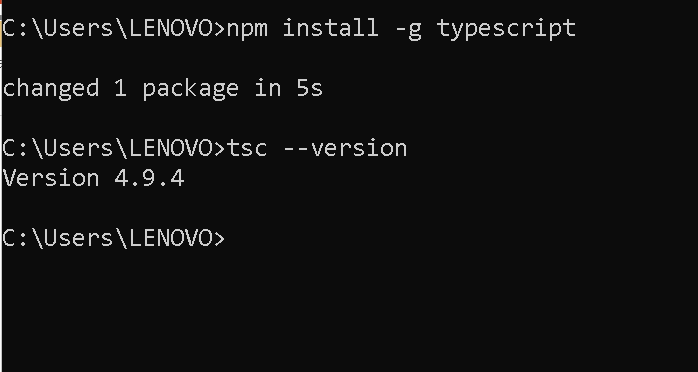 C:\Users\LENOVO>npm install -g typescript
changed 1 package in 5s
C:\Users\LENOVO>tsc --version
Version 4.9.4
C:\Users\LENOVO>